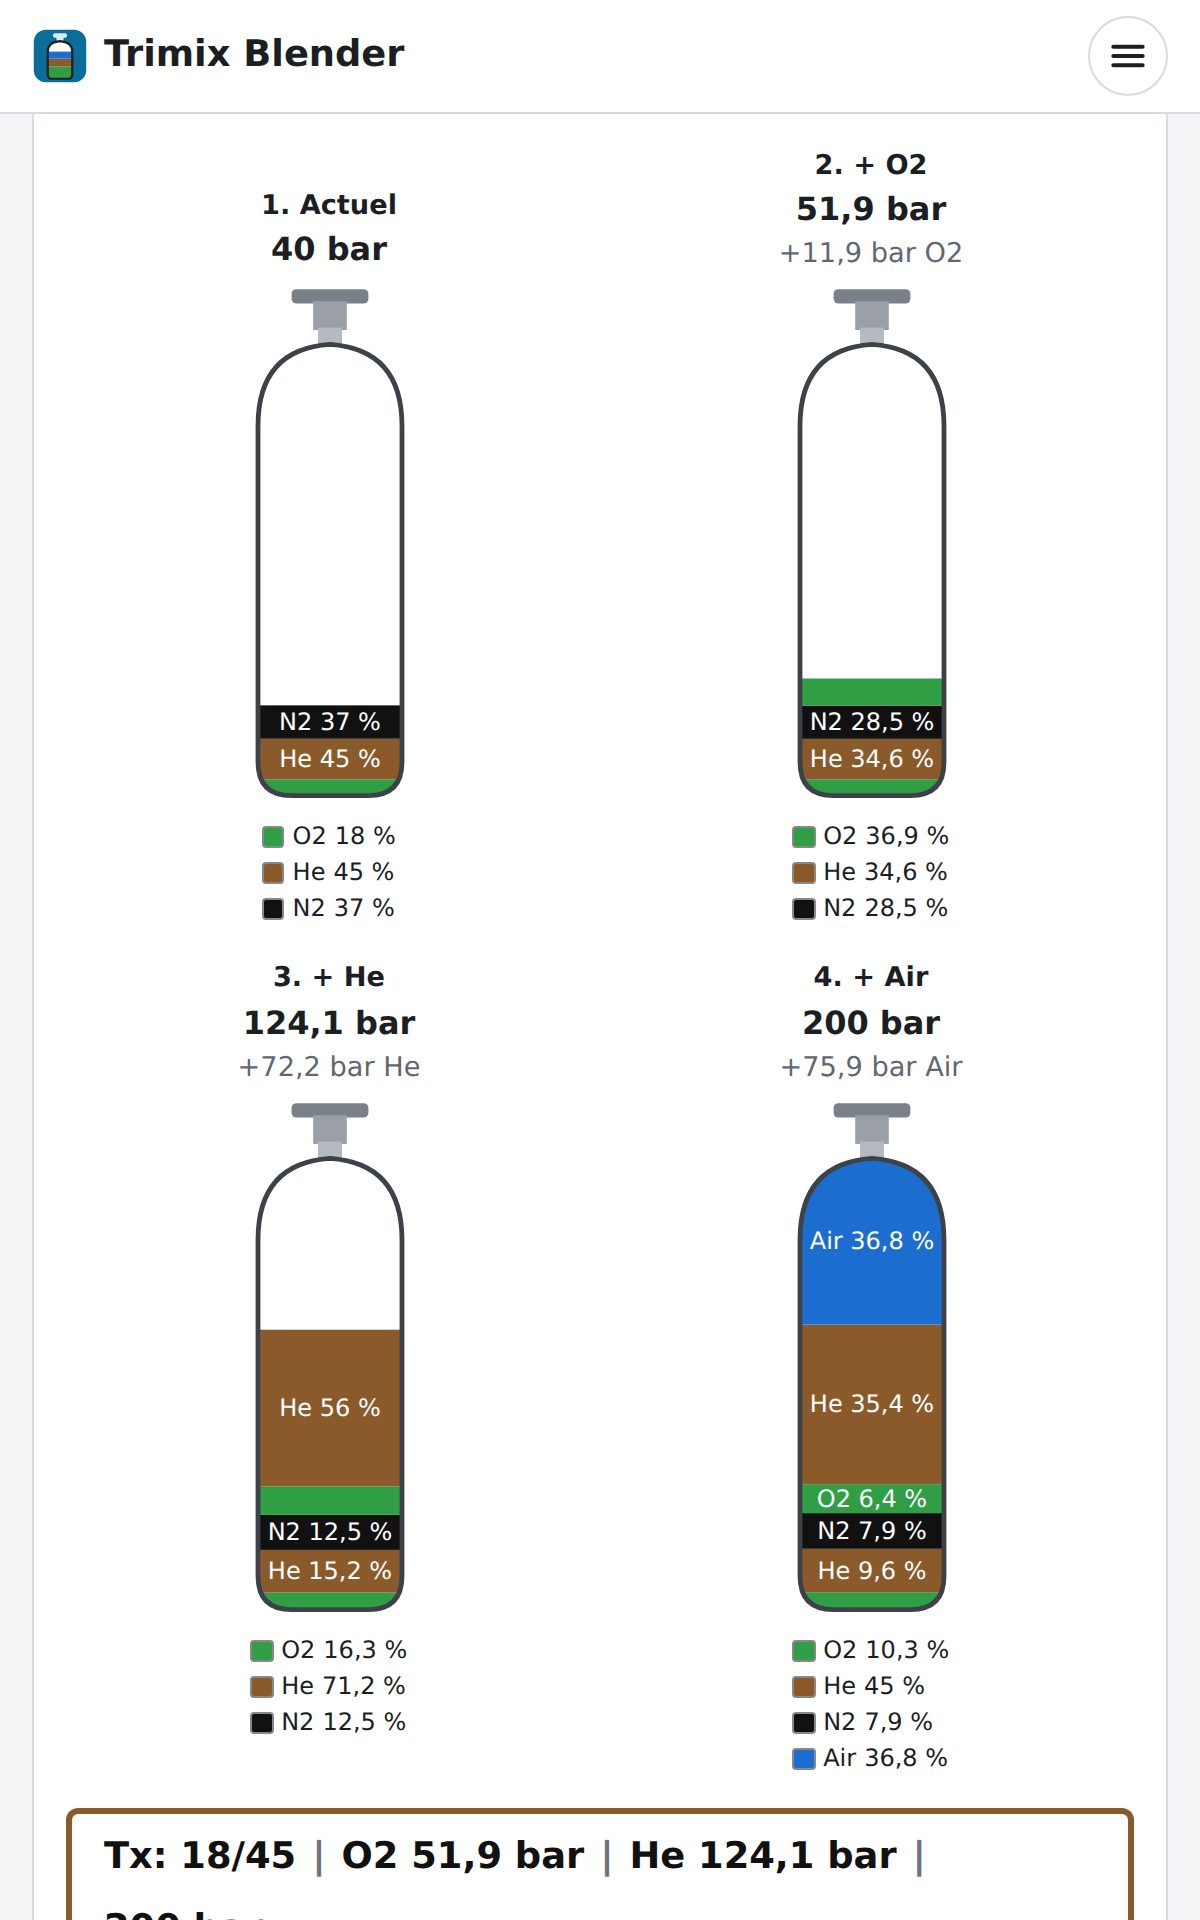 Trimix Blender
1. Actuel
40 bar
N2 37 %
He 45 %
O2 18 %
He 45 %
N2 37 %
2. + O2
51,9 bar
+11,9 bar O2
N2 28,5 %
He 34,6 %
O2 36,9 %
He 34,6 %
N2 28,5 %
3. + He
124,1 bar
+72,2 bar He
He 56 %
N2 12,5 %
He 15,2 %
O2 16,3 %
He 71,2 %
N2 12,5 %
4. + Air
200 bar
+75,9 bar Air
Air 36,8 %
He 35,4 %
O2 6,4 %
N2 7,9 %
He 9,6 %
O2 10,3 %
He 45 %
N2 7,9 %
Air 36,8 %
Tx: 18/45 | O2 51,9 bar | He 124,1 bar |
200 bar